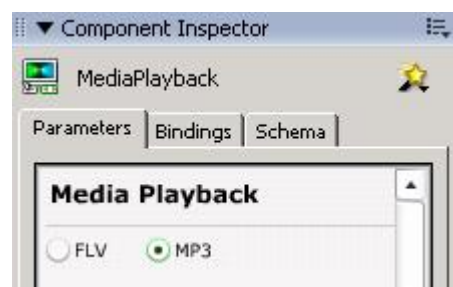 Component Inspector
MediaPlayback
Parameters Bindings Schema
Media Playback
FLV MP3